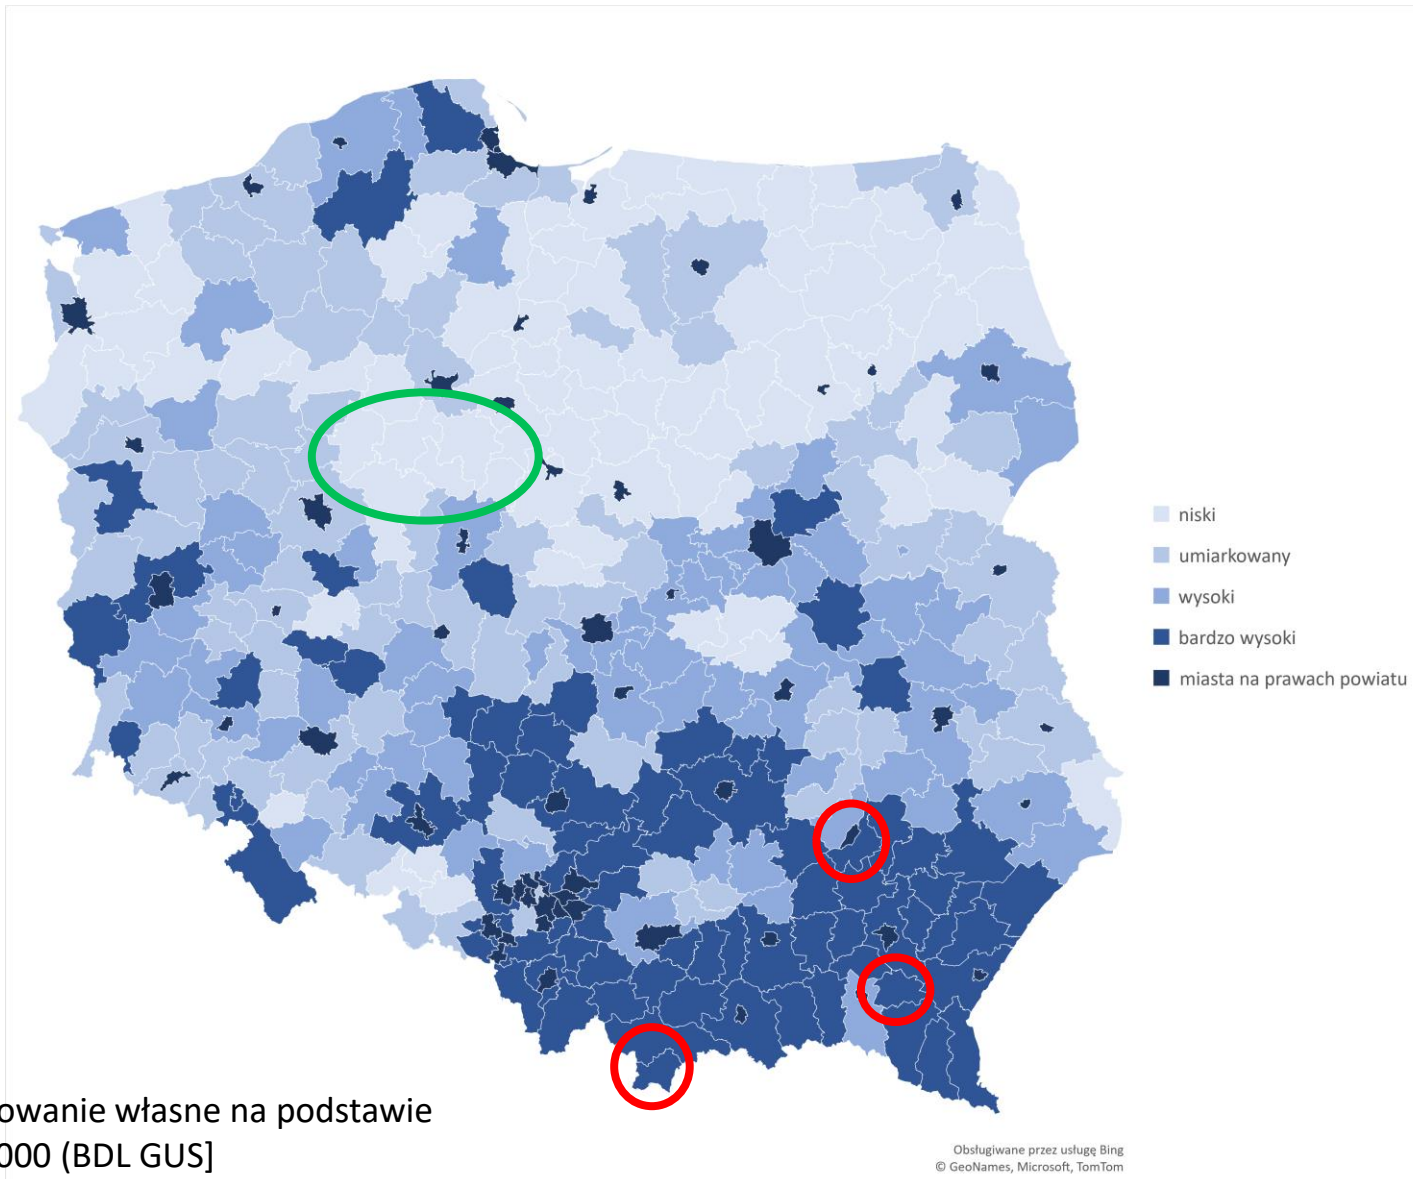 niski
umiarkowany
wysoki
bardzo wysoki
miasta na prawach powiatu
owanie własne na podstawie
000 (BDL GUS]
Obsługiwane przez usługę Bing
© GeoNames, Microsoft, TomTom